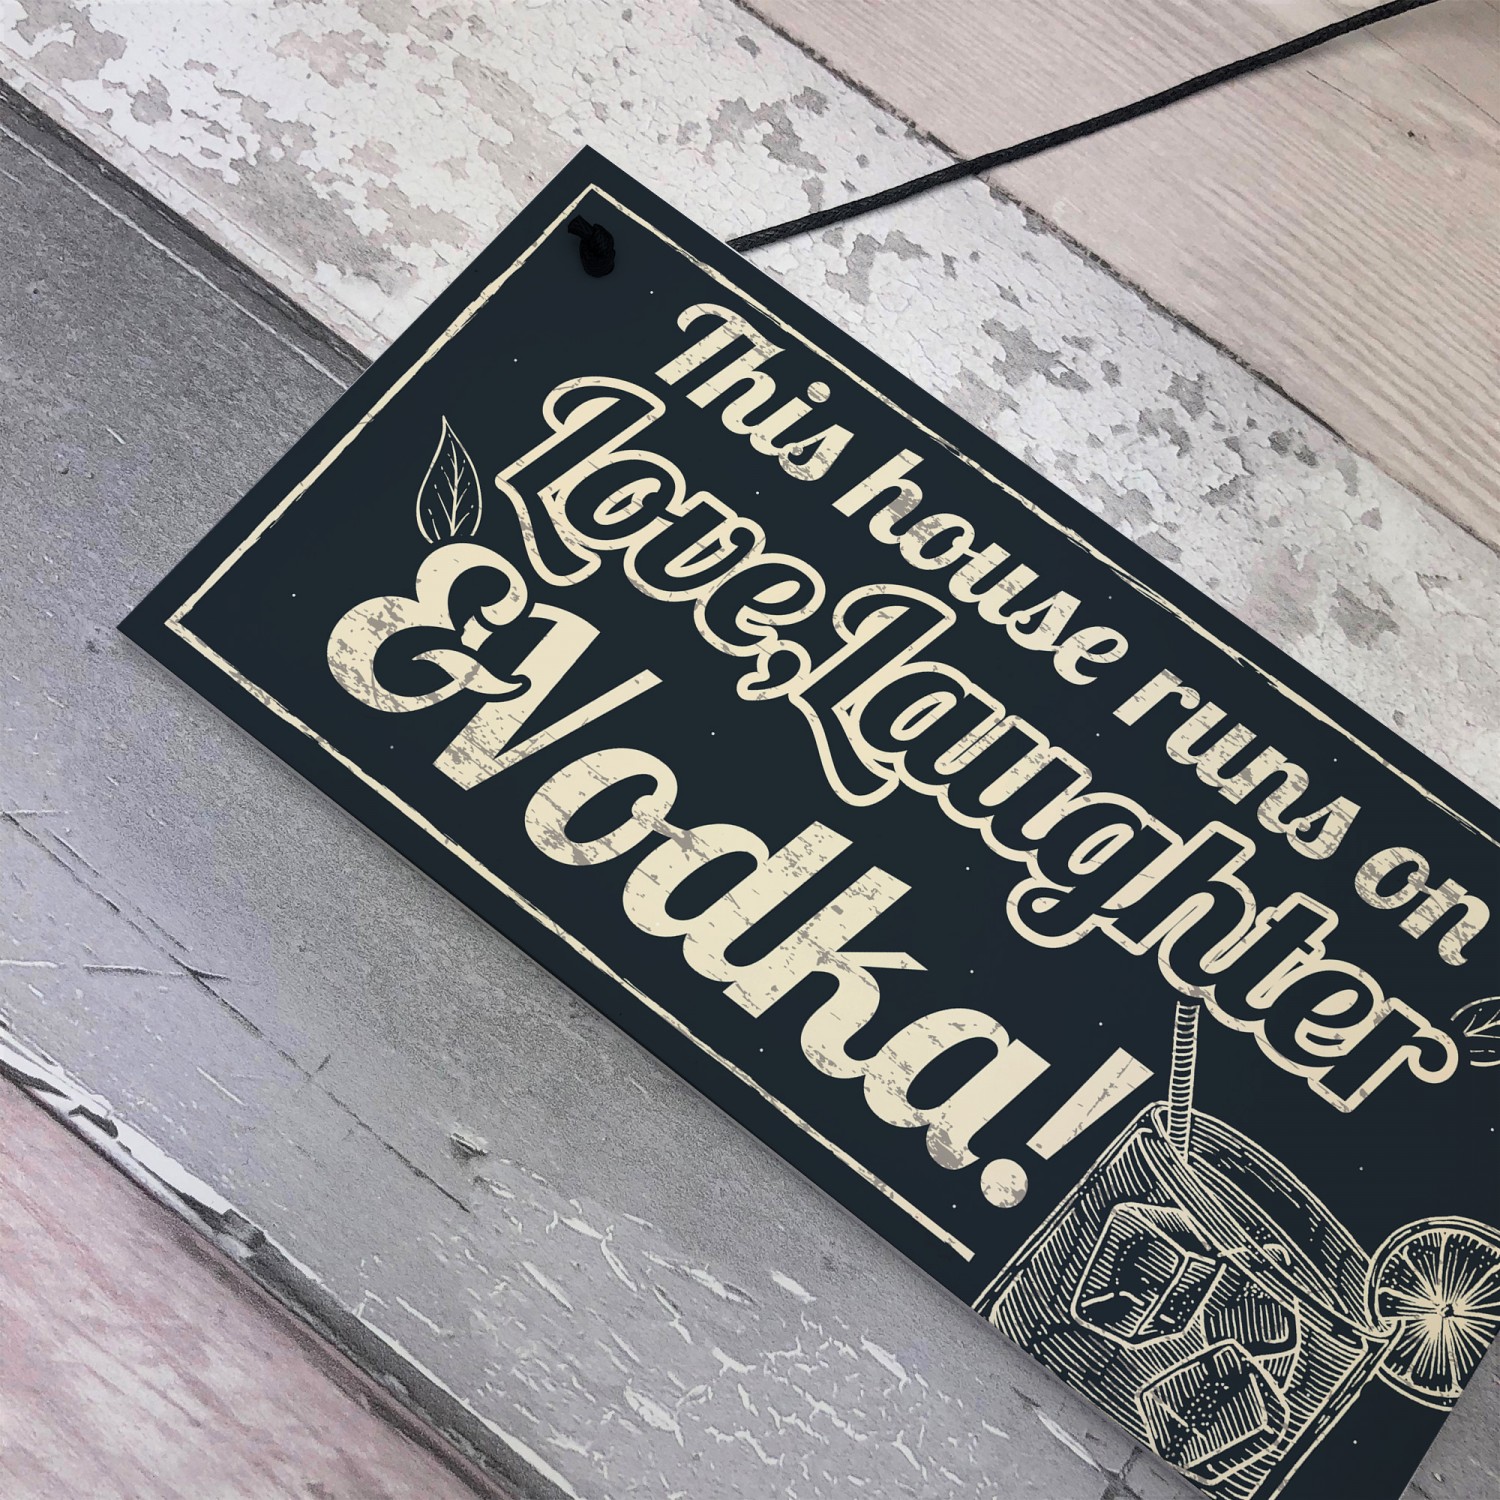 This house runs on
Love, Laughter
& Vodka!